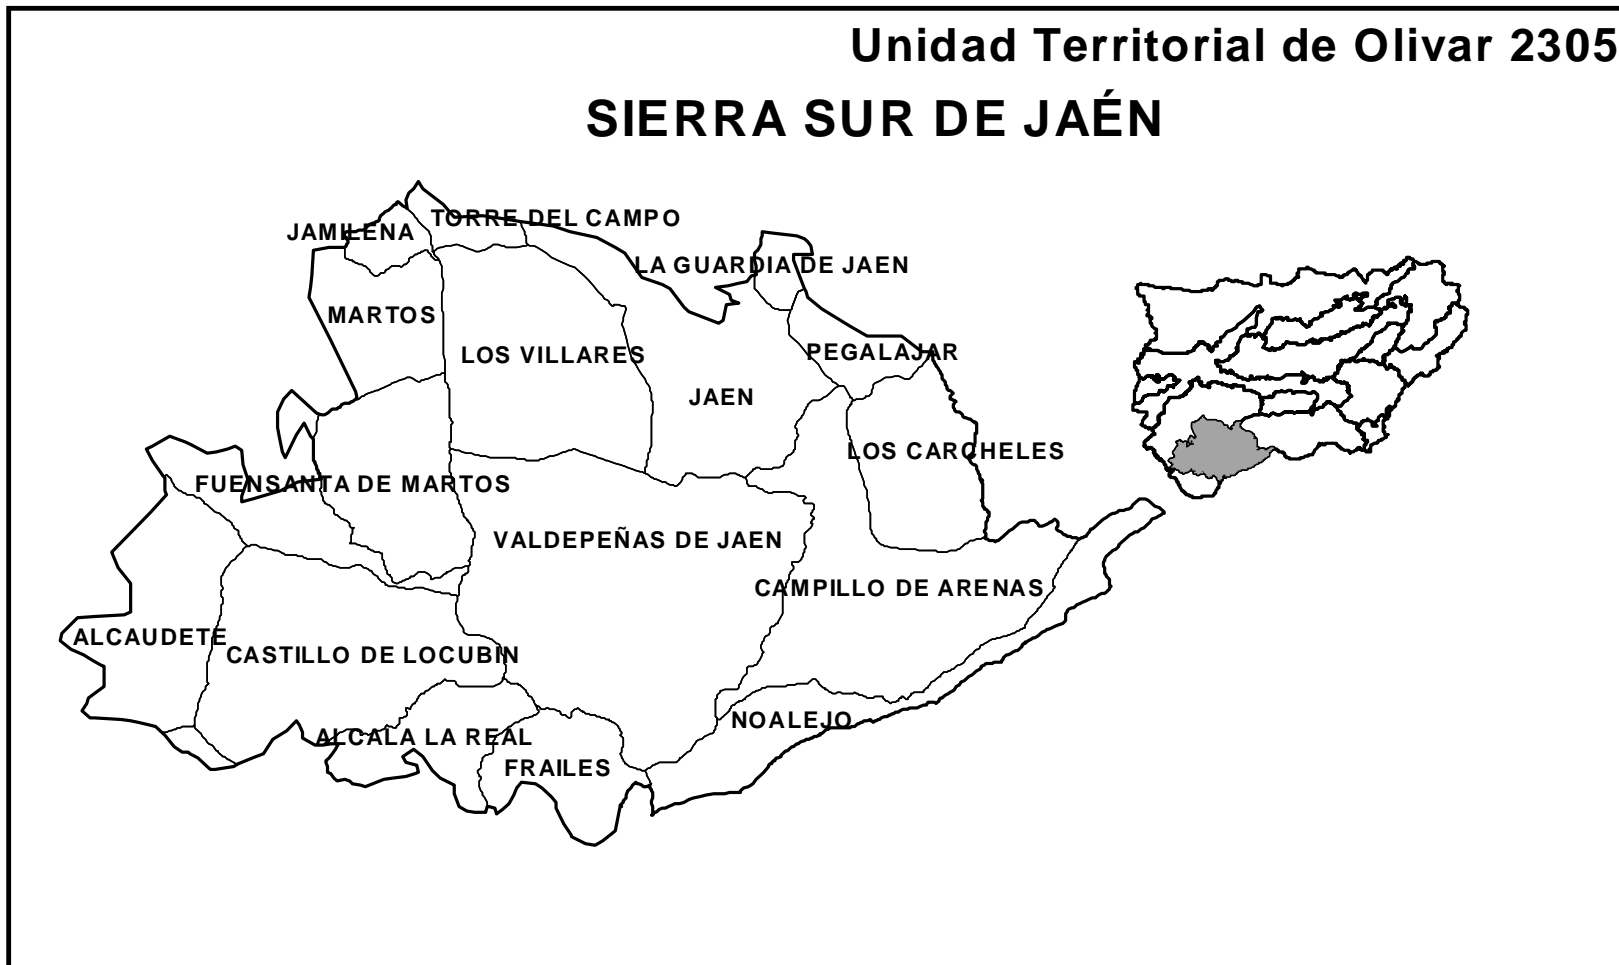 Unidad Territorial de Olivar 2305
SIERRA SUR DE JAÉN
TORRE DEL CAMPO
JAMILENA
LA GUARDIA DE JAEN
MARTOS
PEGALAJAR
LOS VILLARES
JAEN
LOS CARCHELES
FUENSANTA DE MARTOS
VALDEPEÑAS DE JAEN
CAMPILLO DE ARENAS
ALCAUDETE
CASTILLO DE LOCUBIN
NOALEJO
ALCALA LA REAL
FRAILES